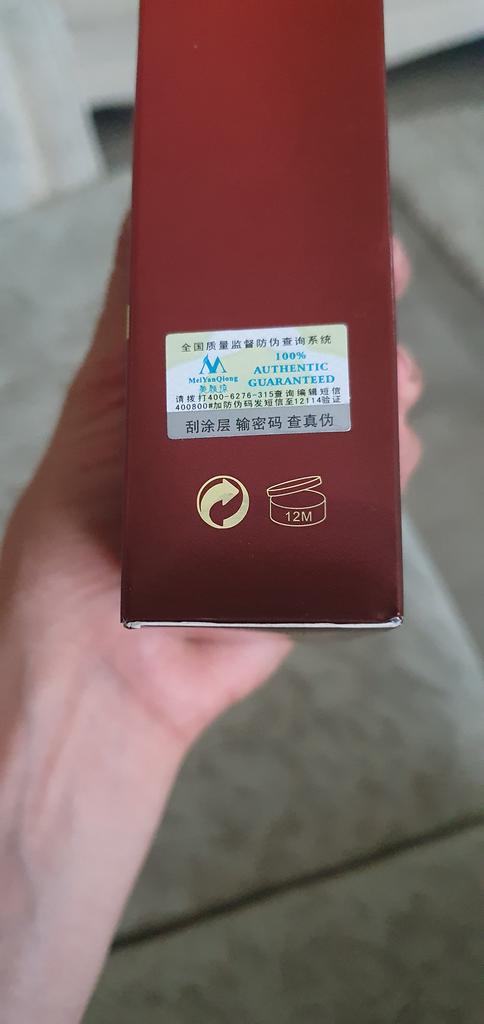 全国质量监督防伪查询系统
MeiYanQiong
美颜琼
100%
AUTHENTIC
GUARANTEED
请拨打400-6276-315查询编辑短信
400800#加防伪码发短信至12114验证
刮涂层 输密码 查真伪
12M